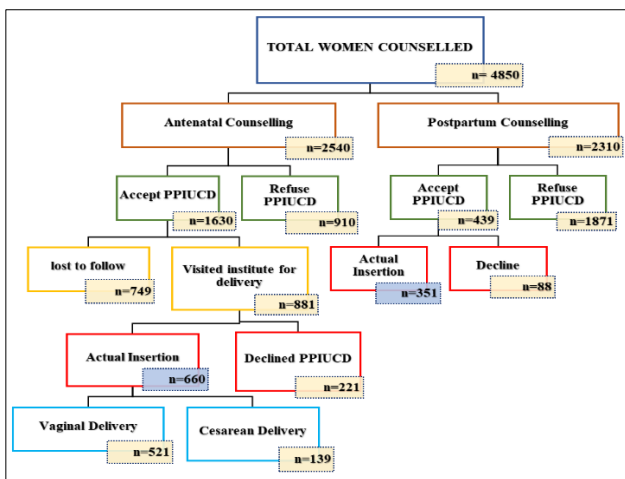 TOTAL WOMEN COUNSELLED
n= 4850
Antenatal Counselling
n=2540
Postpartum Counselling
n=2310
Accept PPIUCD
n=1630
Refuse
PPIUCD
n=910
Accept
PPIUCD
n=439
Refuse
PPIUCD
n=1871
lost to follow
n=749
Visited institute for
delivery
n=881
Actual
Insertion
n=351
Decline
n=88
Actual Insertion
n=660
Declined PPIUCD
n=221
Vaginal Delivery
n=521
Cesarean Delivery
n=139